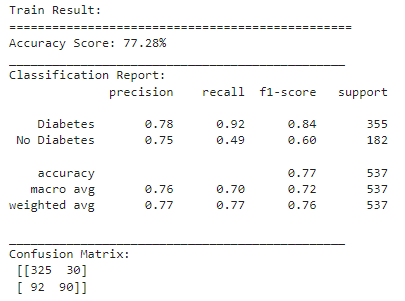 Train Result:
================================================
Accuracy Score: 77.28%
_______________________________________________
Classification Report:
precision recall f1-score support
Diabetes 0.78 0.92 0.84 355
No Diabetes 0.75 0.49 0.60 182
accuracy 0.77 537
macro avg 0.76 0.70 0.72 537
weighted avg 0.77 0.77 0.76 537
_______________________________________________
Confusion Matrix:
[[325 30]
[ 92 90]]